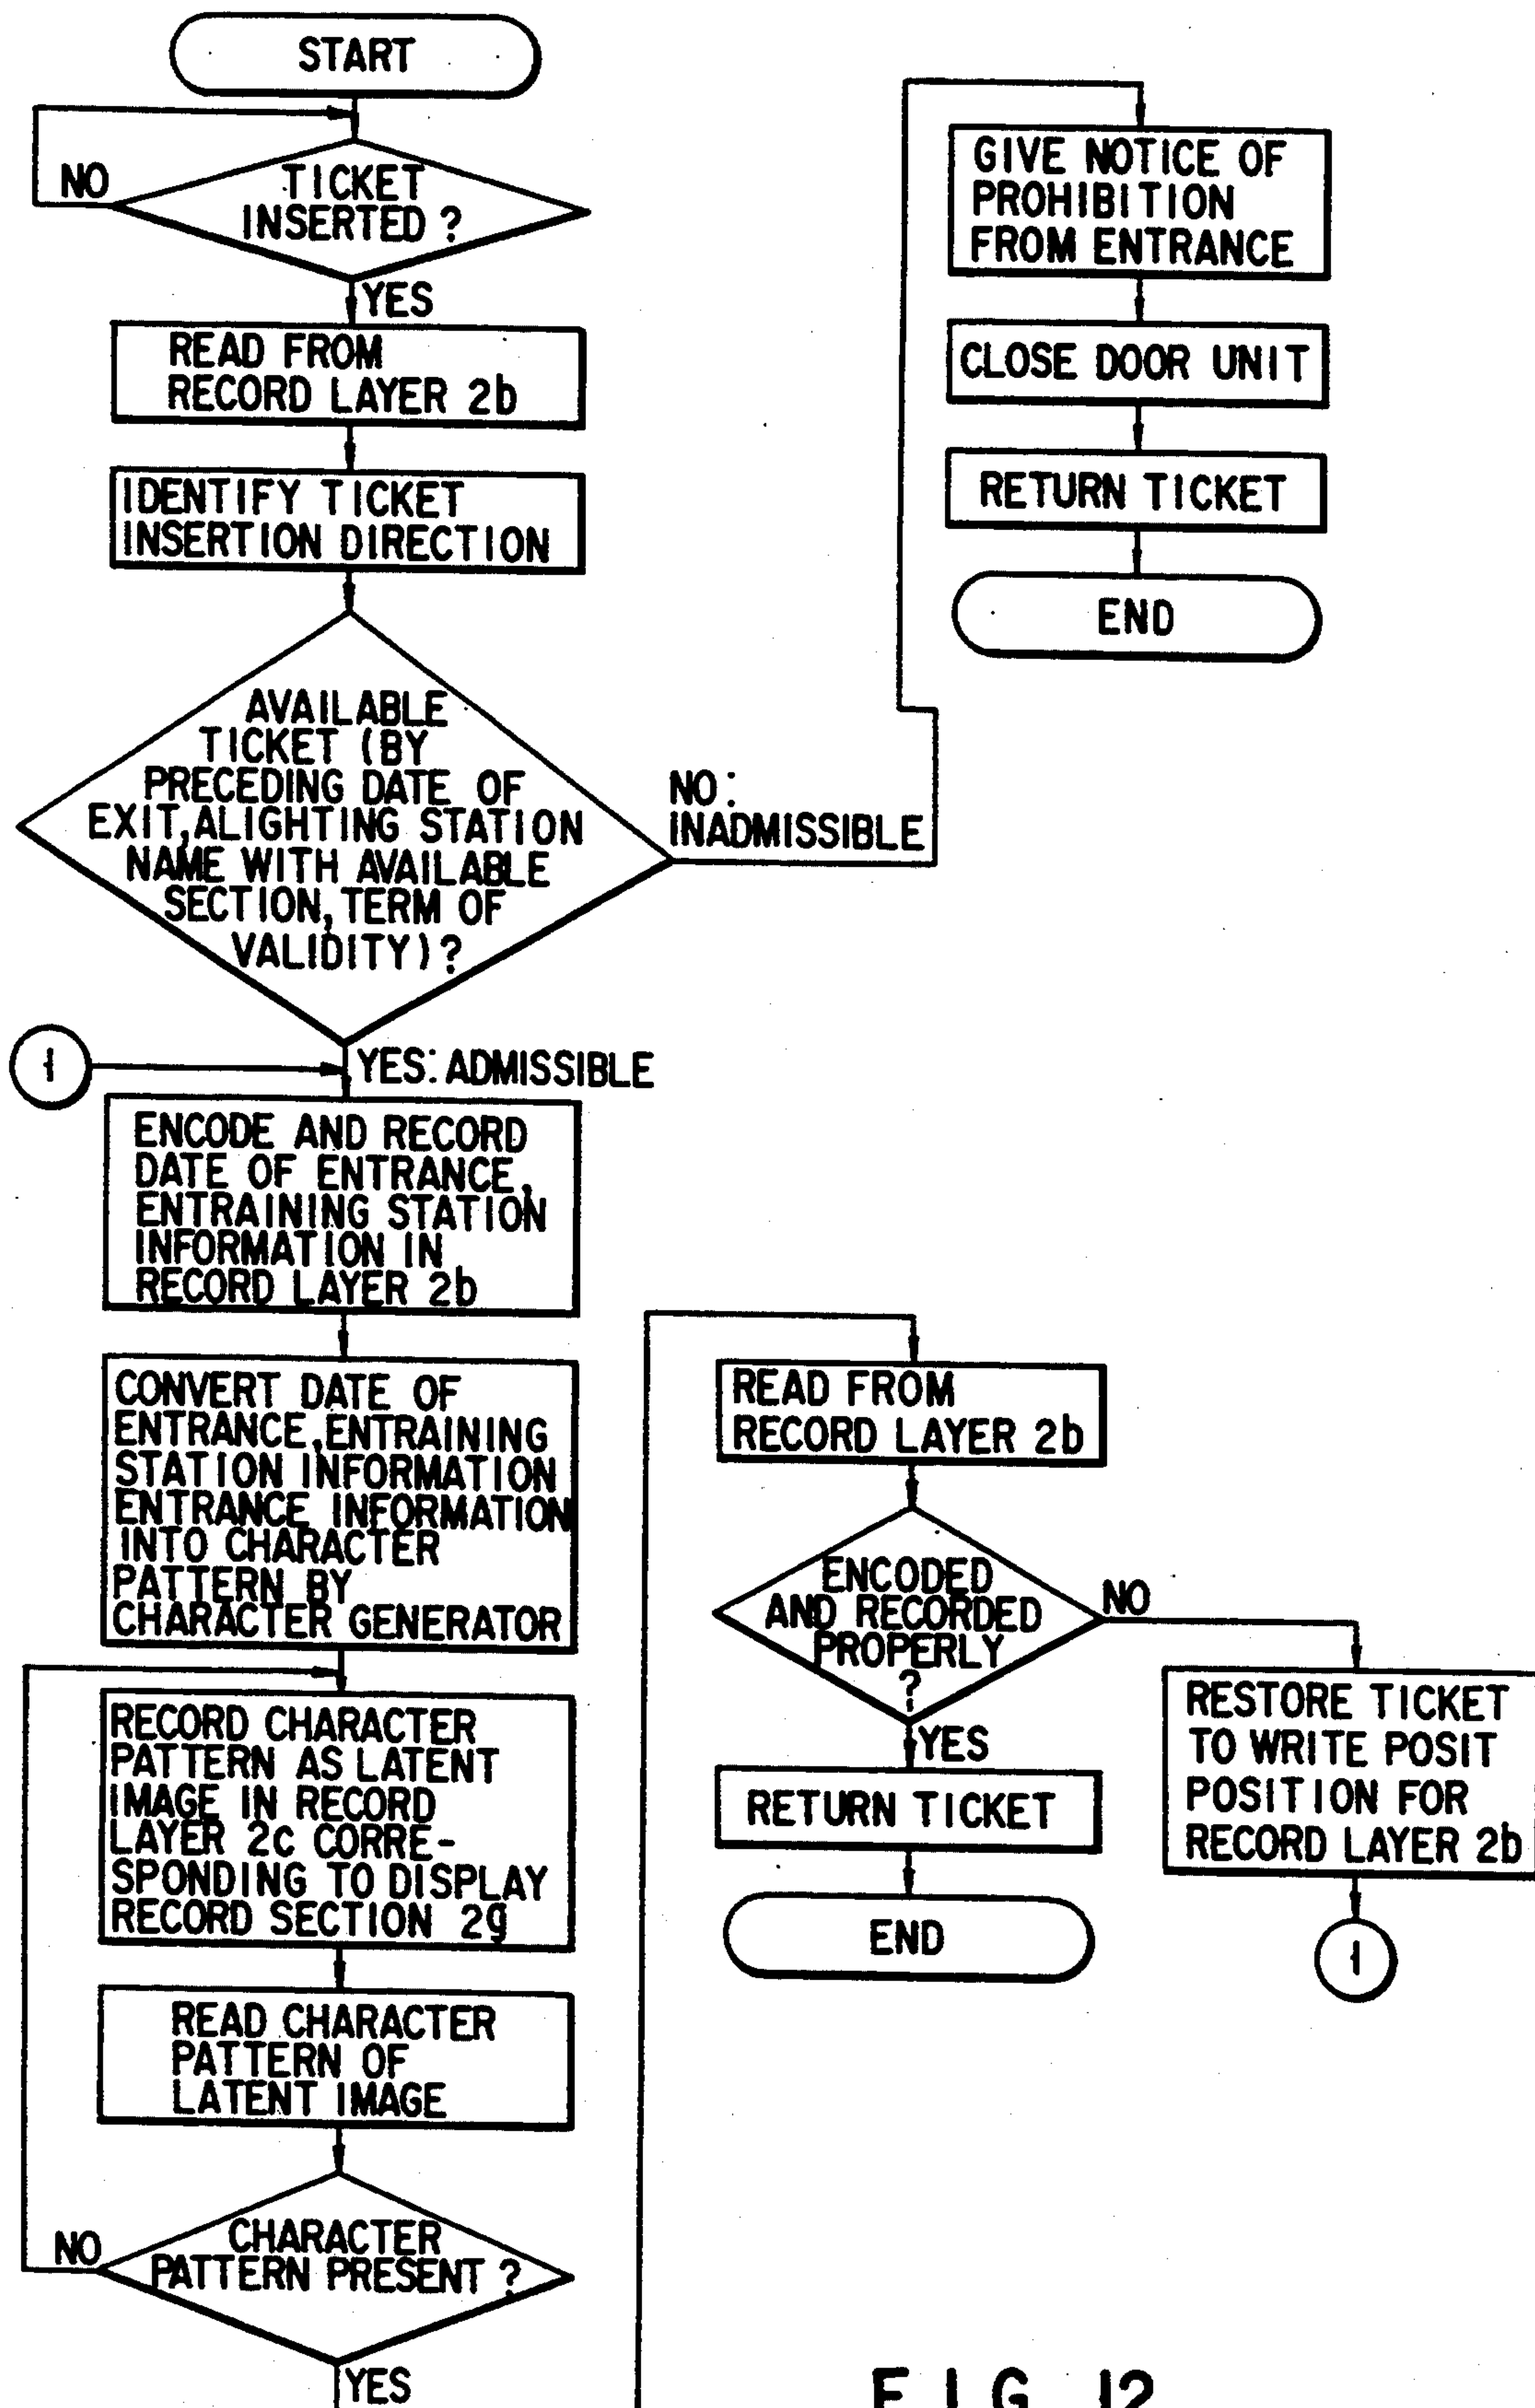 START
NO
TICKET
INSERTED ?
YES
READ FROM
RECORD LAYER 2b
IDENTIFY TICKET
INSERTION DIRECTION
AVAILABLE
TICKET (BY
PRECEDING DATE OF
EXIT, ALIGHTING STATION
NAME WITH AVAILABLE
SECTION, TERM OF
VALIDITY) ?
NO:
INADMISSIBLE
GIVE NOTICE OF
PROHIBITION
FROM ENTRANCE
CLOSE DOOR UNIT
RETURN TICKET
END
1
YES: ADMISSIBLE
ENCODE AND RECORD
DATE OF ENTRANCE,
ENTRAINING STATION
INFORMATION IN
RECORD LAYER 2b
CONVERT DATE OF
ENTRANCE, ENTRAINING
STATION INFORMATION
ENTRANCE INFORMATION
INTO CHARACTER
PATTERN BY
CHARACTER GENERATOR
RECORD CHARACTER
PATTERN AS LATENT
IMAGE IN RECORD
LAYER 2c CORRE-
SPONDING TO DISPLAY
RECORD SECTION 2g
READ CHARACTER
PATTERN OF
LATENT IMAGE
NO
CHARACTER
PATTERN PRESENT ?
YES
READ FROM
RECORD LAYER 2b
ENCODED
AND RECORDED
PROPERLY
?
NO
YES
RETURN TICKET
END
RESTORE TICKET
TO WRITE POSIT
POSITION FOR
RECORD LAYER 2b
1
FIG. 12